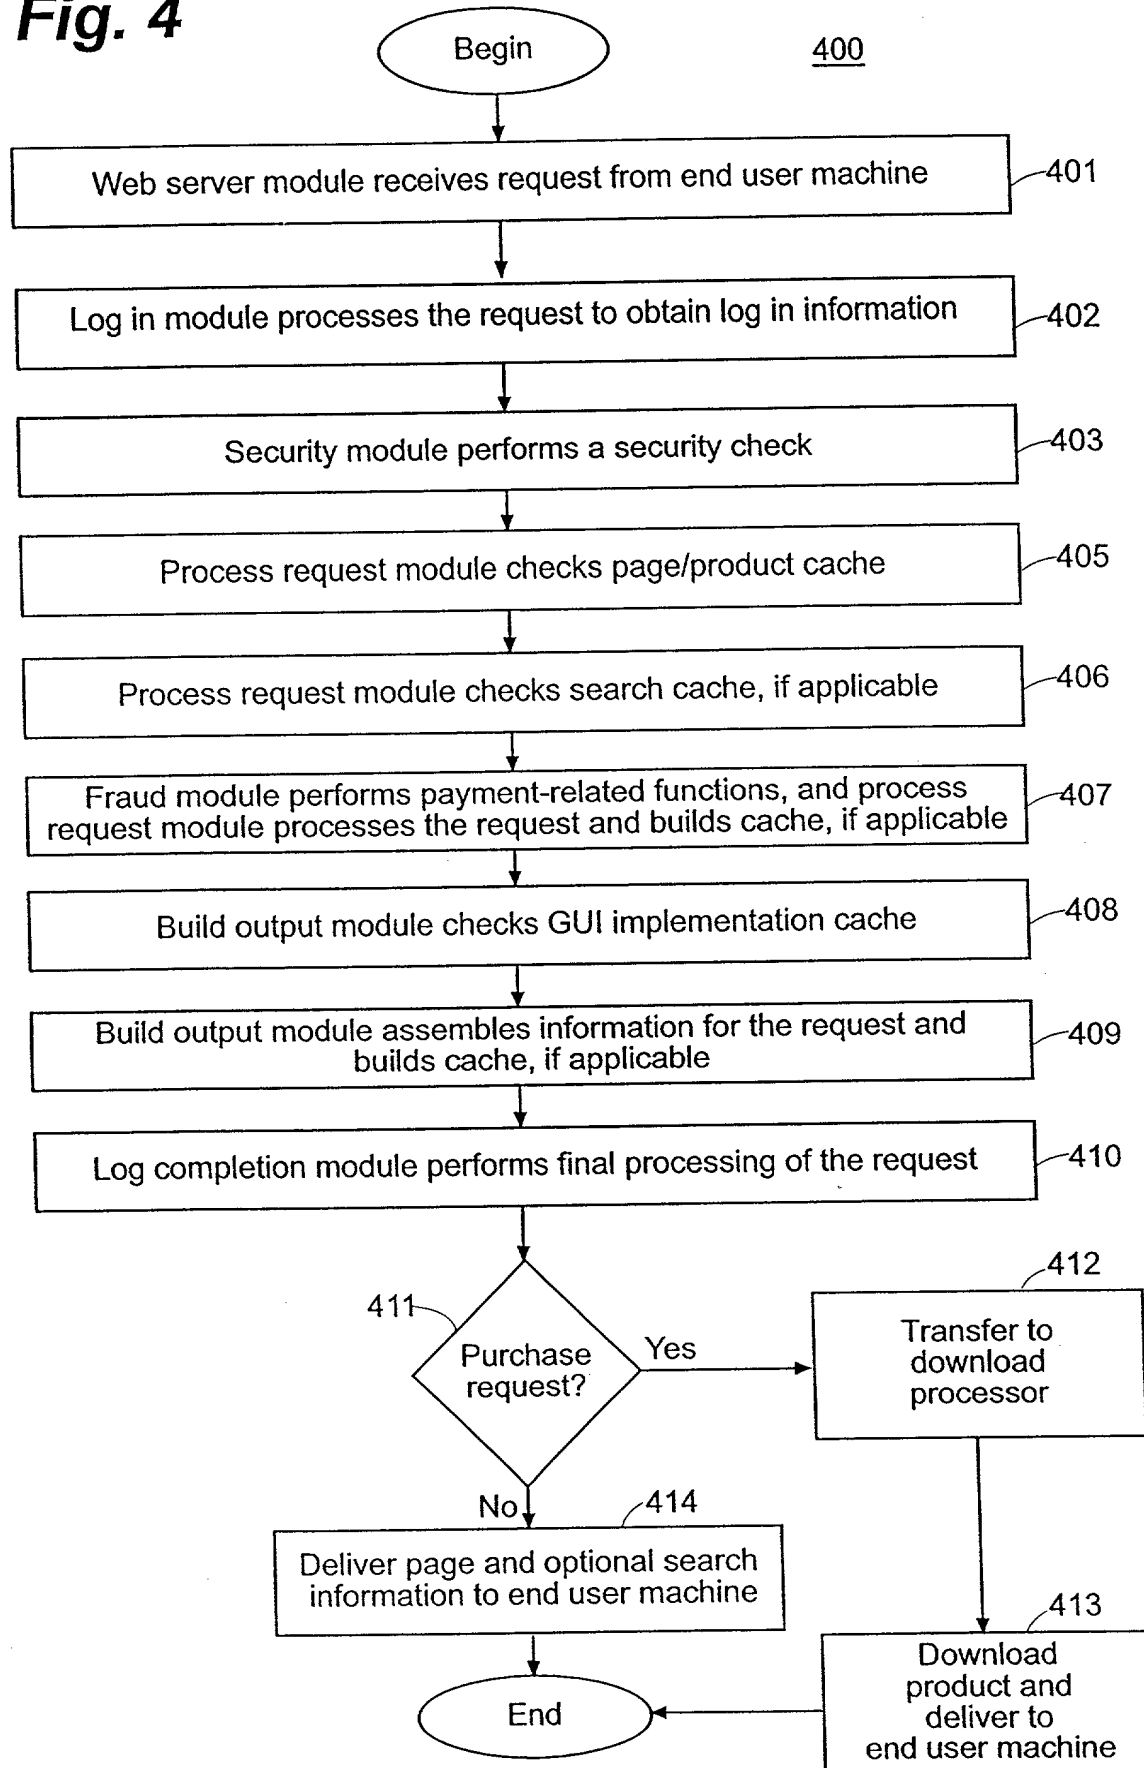 Fig. 4
Begin
400
Web server module receives request from end user machine
401
Log in module processes the request to obtain log in information
402
Security module performs a security check
403
Process request module checks page/product cache
405
Process request module checks search cache, if applicable
406
Fraud module performs payment-related functions, and process
request module processes the request and builds cache, if applicable
407
Build output module checks GUI implementation cache
408
Build output module assembles information for the request and
builds cache, if applicable
409
Log completion module performs final processing of the request
410
411
Purchase
request?
Yes
412
Transfer to
download
processor
No
414
Deliver page and optional search
information to end user machine
413
Download
product and
deliver to
end user machine
End